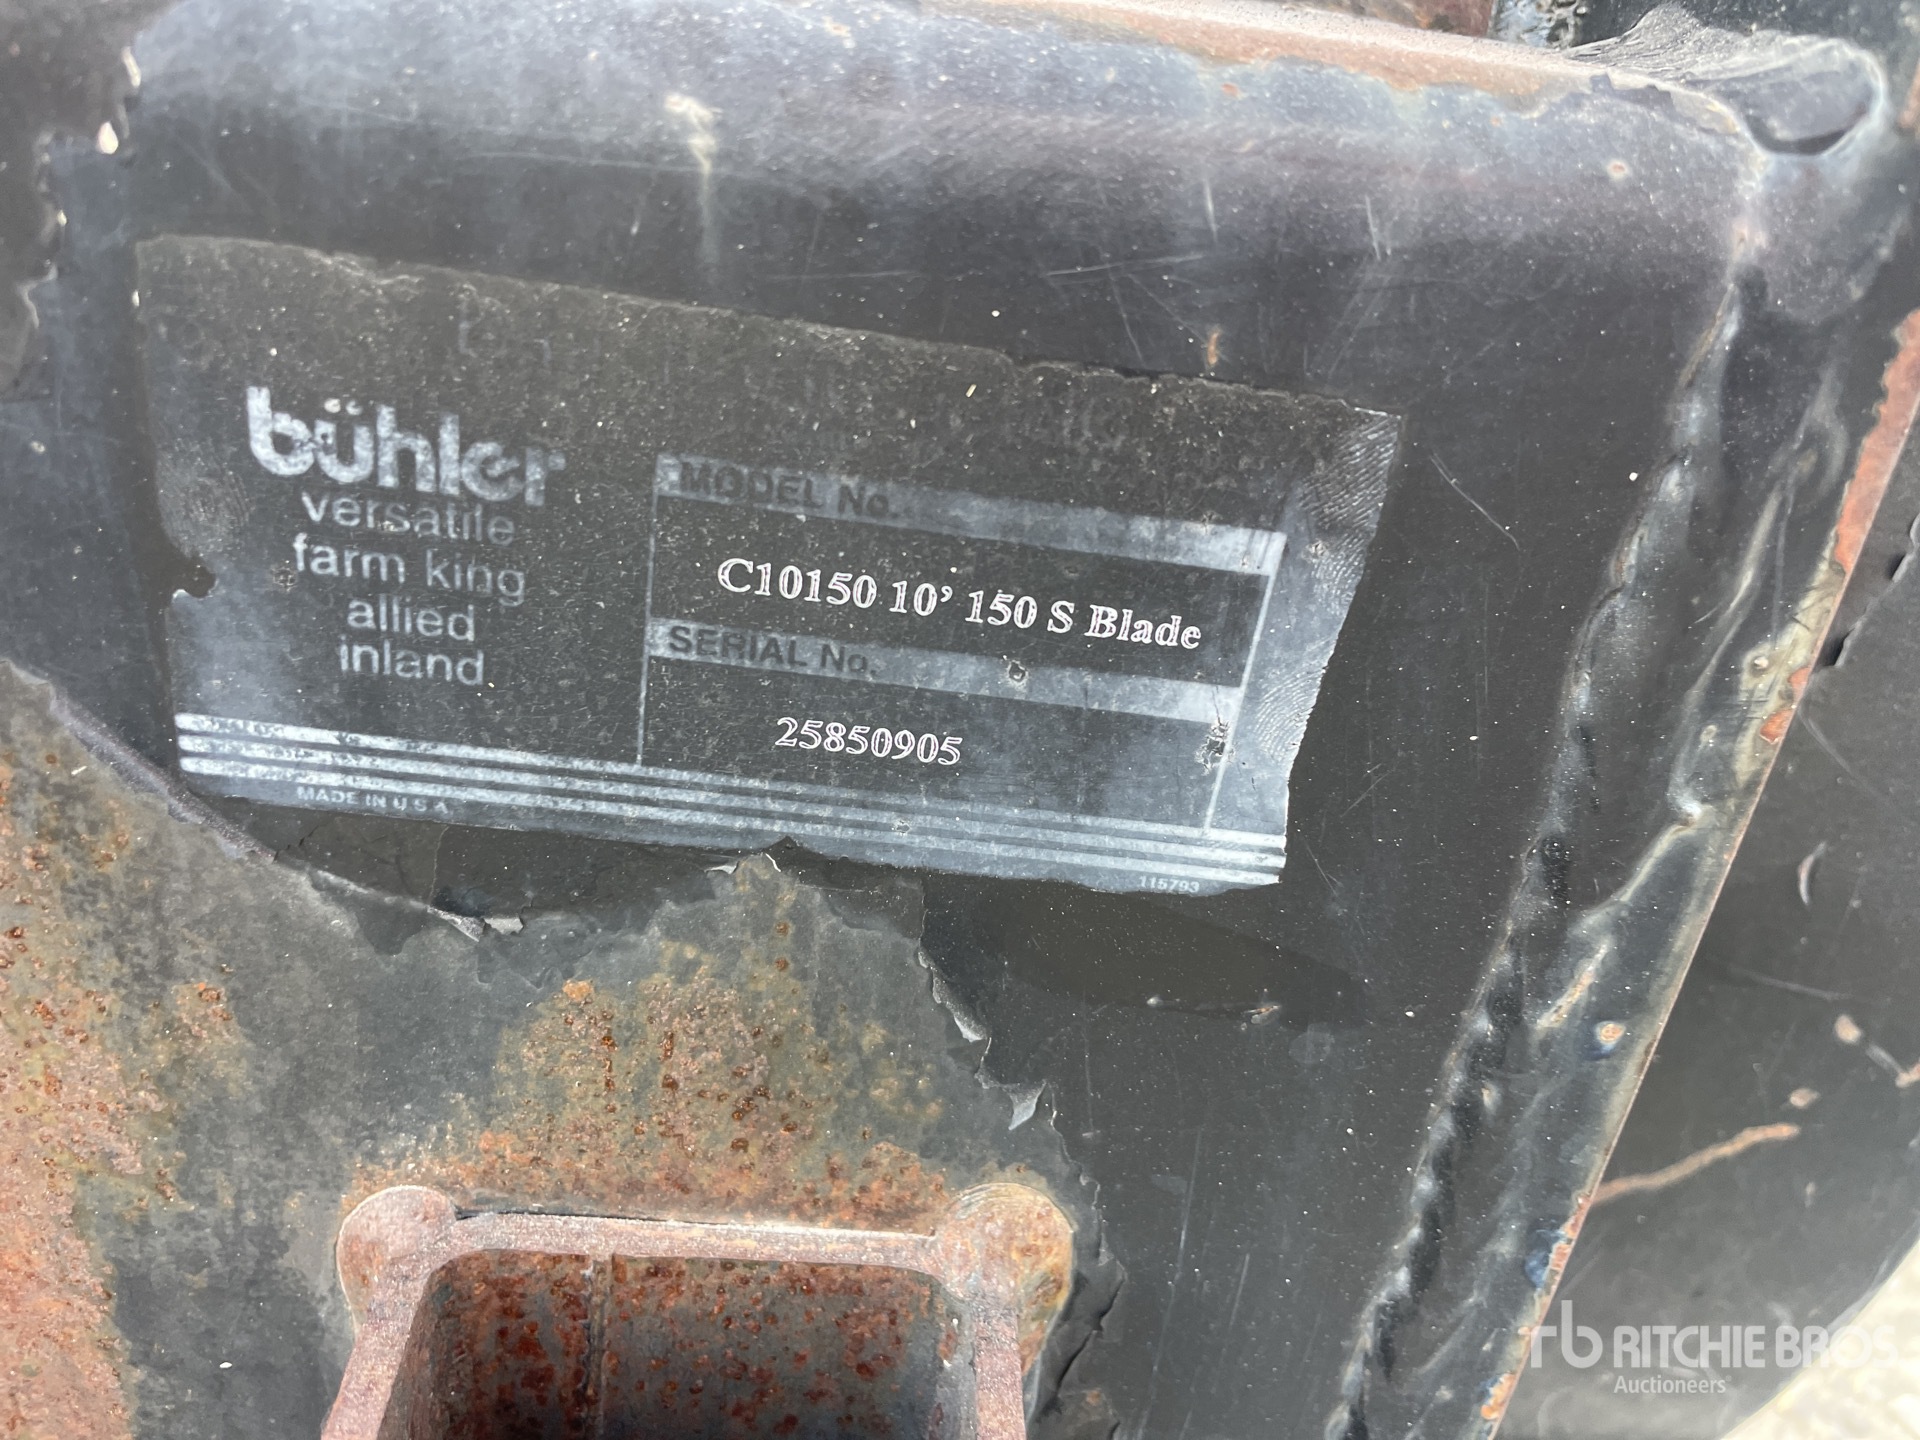 bühler
versatile
farm king
allied
inland
MODEL No.
C10150 10' 150 S Blade
SERIAL No.
25850905
MADE IN U.S.A.
115793
rb RITCHIE BROS
Auctioneers